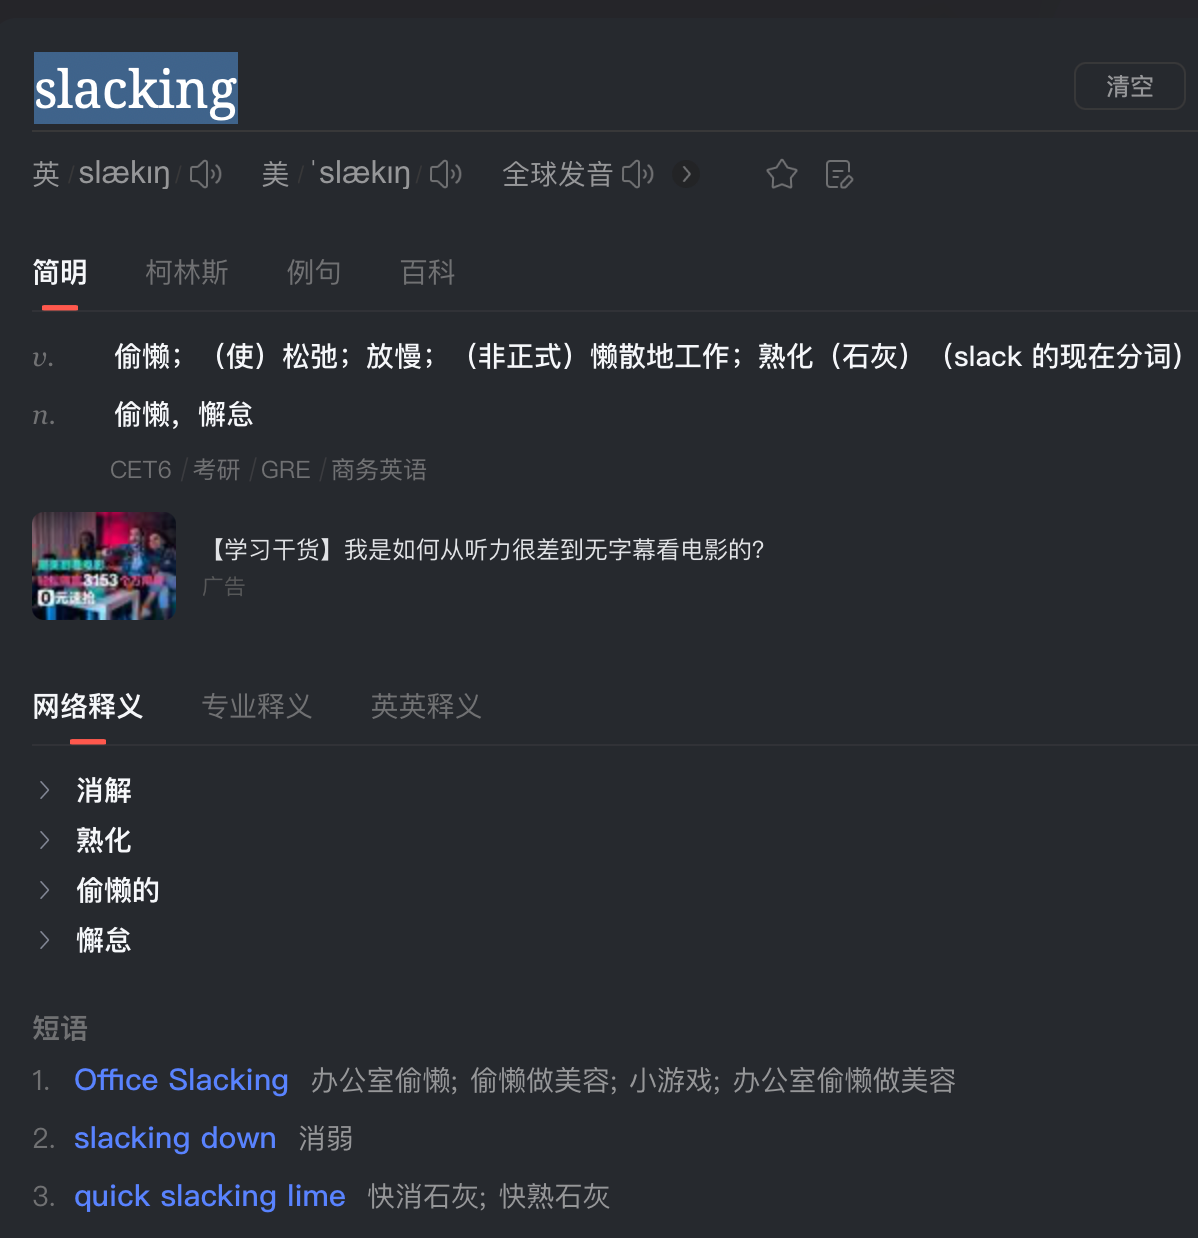 slacking
清空
英 / slækɪŋ / 美 / ˈslækɪŋ / 全球发音
简明 柯林斯 例句 百科
v. 偷懒；（使）松弛；放慢；（非正式）懒散地工作；熟化（石灰）（slack 的现在分词）
n. 偷懒，懈怠
CET6 / 考研 / GRE / 商务英语
【学习干货】我是如何从听力很差到无字幕看电影的?
广告
3153个万用
0元速抢
网络释义 专业释义 英英释义
消解
熟化
偷懒的
懈怠
短语
1. Office Slacking 办公室偷懒; 偷懒做美容; 小游戏; 办公室偷懒做美容
2. slacking down 消弱
3. quick slacking lime 快消石灰; 快熟石灰